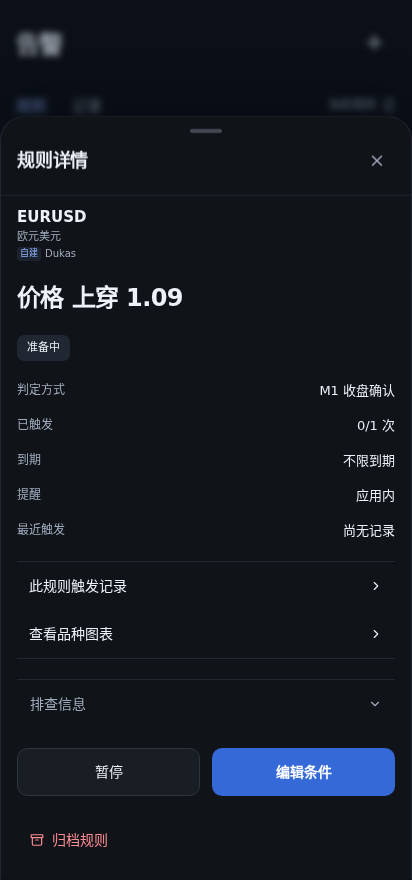 告警
规则详情
EURUSD
欧元美元
自建 Dukas
价格 上穿 1.09
准备中
判定方式 M1 收盘确认
已触发 0/1 次
到期 不限到期
提醒 应用内
最近触发 尚无记录
此规则触发记录
查看品种图表
排查信息
暂停 编辑条件
归档规则